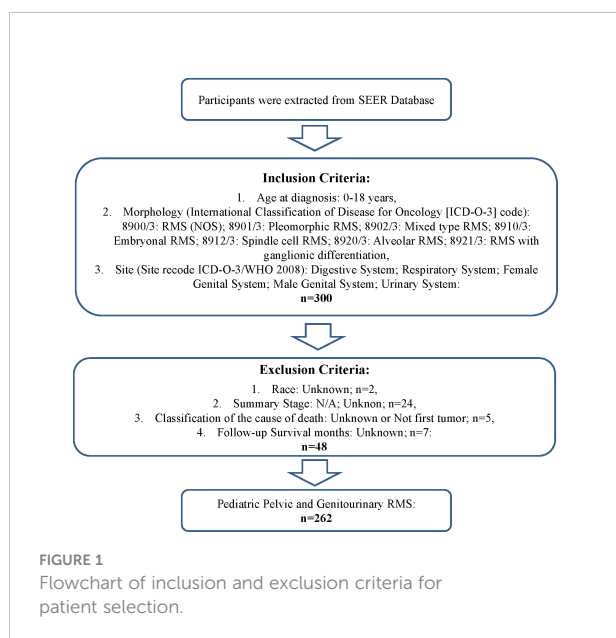 Participants were extracted from SEER Database
Inclusion Criteria:
1. Age at diagnosis: 0-18 years,
2. Morphology (International Classification of Disease for Oncology [ICD-O-3] code):
8900/3: RMS (NOS); 8901/3: Pleomorphic RMS; 8902/3: Mixed type RMS; 8910/3:
Embryonal RMS; 8912/3: Spindle cell RMS; 8920/3: Alveolar RMS; 8921/3: RMS with
ganglionic differentiation,
3. Site (Site recode ICD-O-3/WHO 2008): Digestive System; Respiratory System; Female
Genital System; Male Genital System; Urinary System:
n=300
Exclusion Criteria:
1. Race: Unknown; n=2,
2. Summary Stage: N/A; Unknon; n=24,
3. Classification of the cause of death: Unknown or Not first tumor; n=5,
4. Follow-up Survival months: Unknown; n=7:
n=48
Pediatric Pelvic and Genitourinary RMS:
n=262
FIGURE 1
Flowchart of inclusion and exclusion criteria for
patient selection.